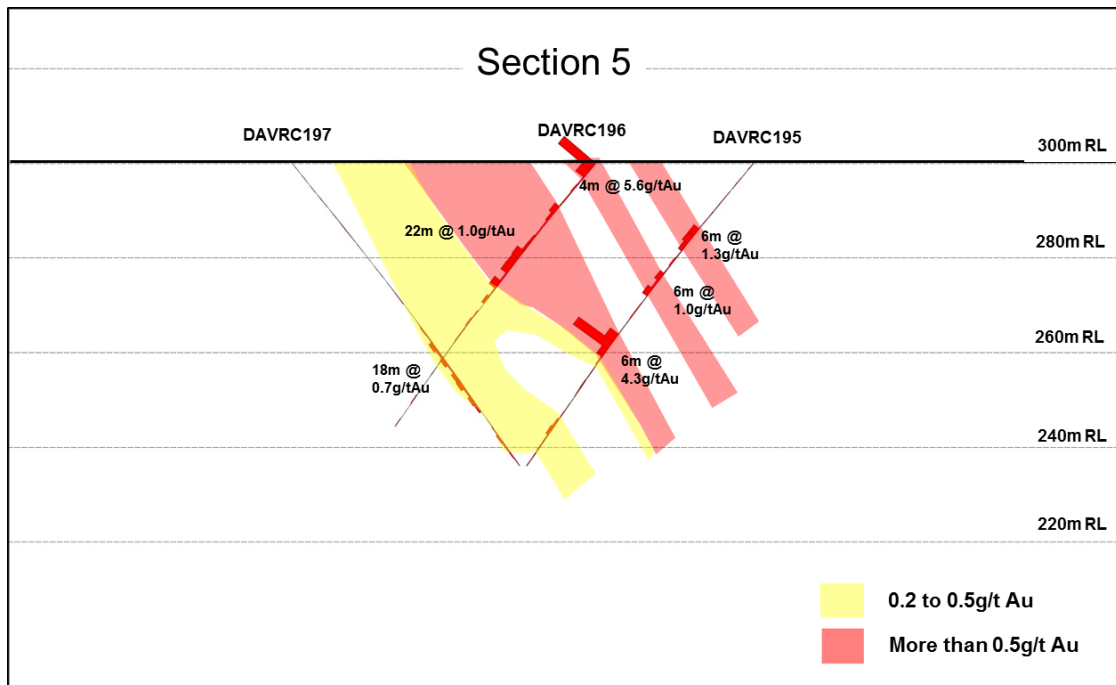 Section 5
DAVRC197
DAVRC196
DAVRC195
300m RL
4m @ 5.6g/tAu
22m @ 1.0g/tAu
6m @
1.3g/tAu
280m RL
6m @
1.0g/tAu
260m RL
18m @
0.7g/tAu
6m @
4.3g/tAu
240m RL
220m RL
0.2 to 0.5g/t Au
More than 0.5g/t Au